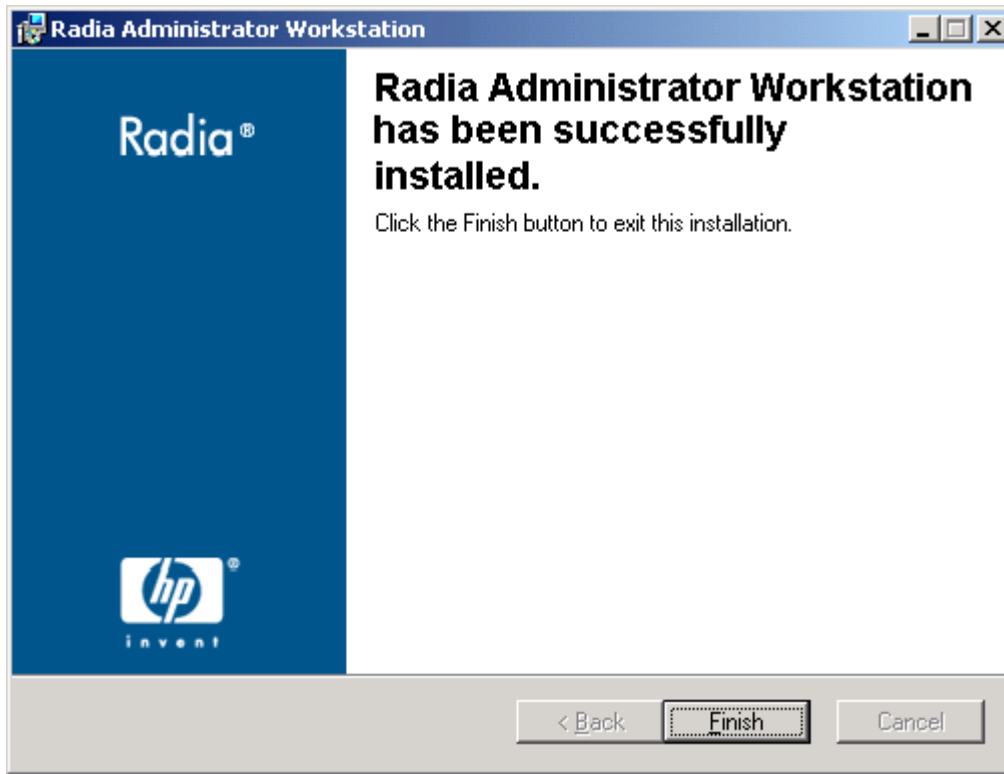 Radia Administrator Workstation
Radia®
Radia Administrator Workstation
has been successfully
installed.
Click the Finish button to exit this installation.
hp®
invent
< Back
Finish
Cancel